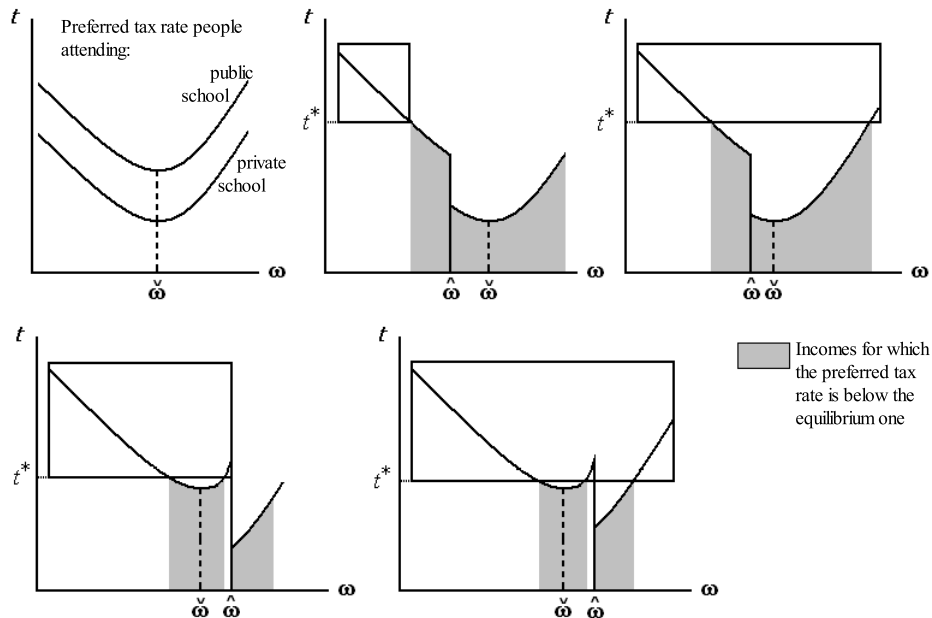 t
Preferred tax rate people
attending:
public
school
private
school
ω
ω̌
t
t*
ω
ω̂ ω̌
t
t*
ω
ω̂ ω̌
t
t*
ω
ω̌ ω̂
t
t*
ω
ω̌ ω̂
Incomes for which
the preferred tax
rate is below the
equilibrium one